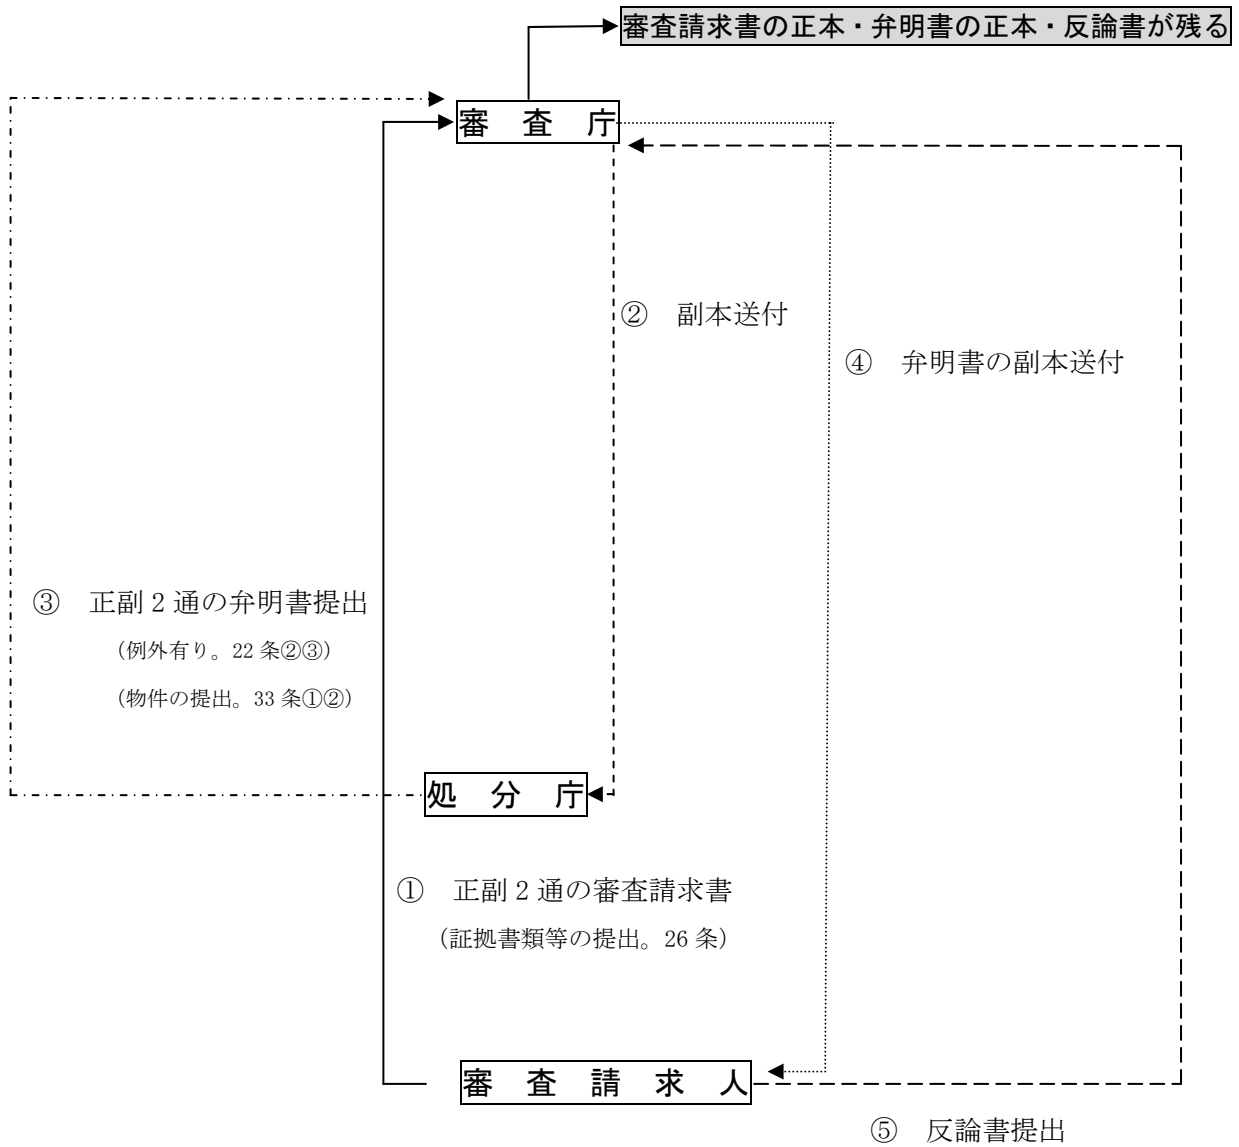 審査請求書の正本・弁明書の正本・反論書が残る
審　査　庁
②　副本送付
④　弁明書の副本送付
③　正副２通の弁明書提出
（例外有り。22 条②③）
（物件の提出。33 条①②）
処　分　庁
①　正副２通の審査請求書
（証拠書類等の提出。26 条）
審　査　請　求　人
⑤　反論書提出